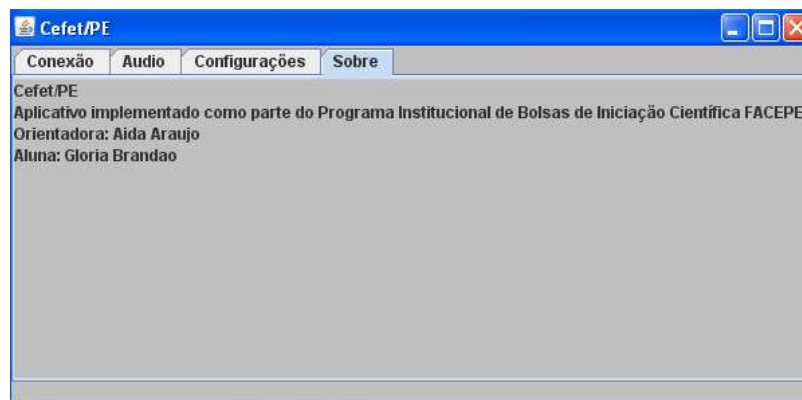 Cefet/PE
Conexão Audio Configurações Sobre
Cefet/PE
Aplicativo implementado como parte do Programa Institucional de Bolsas de Iniciação Científica FACEPE
Orientadora: Aida Araujo
Aluna: Gloria Brandao